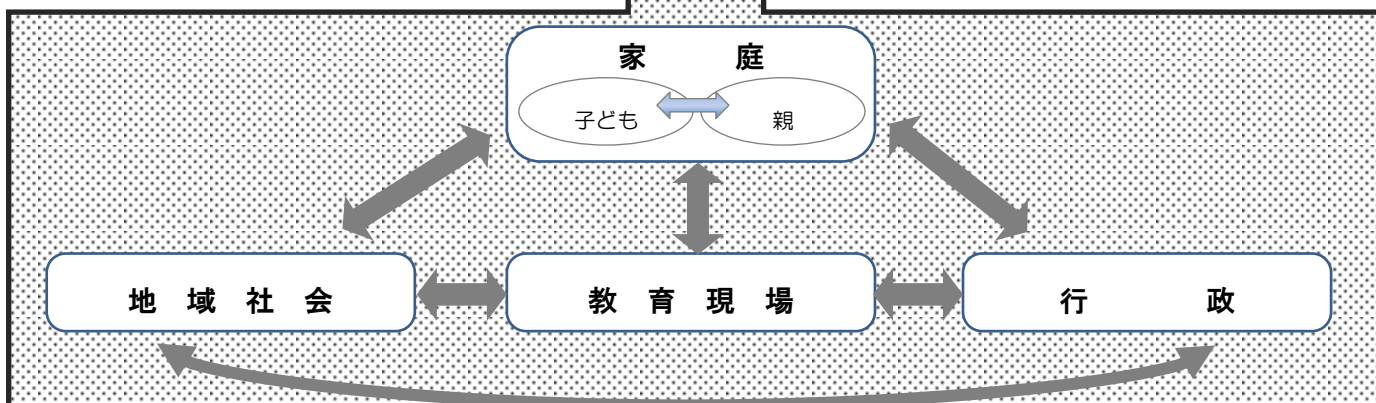 家　　庭
子ども
親
地 域 社 会
教 育 現 場
行　　政